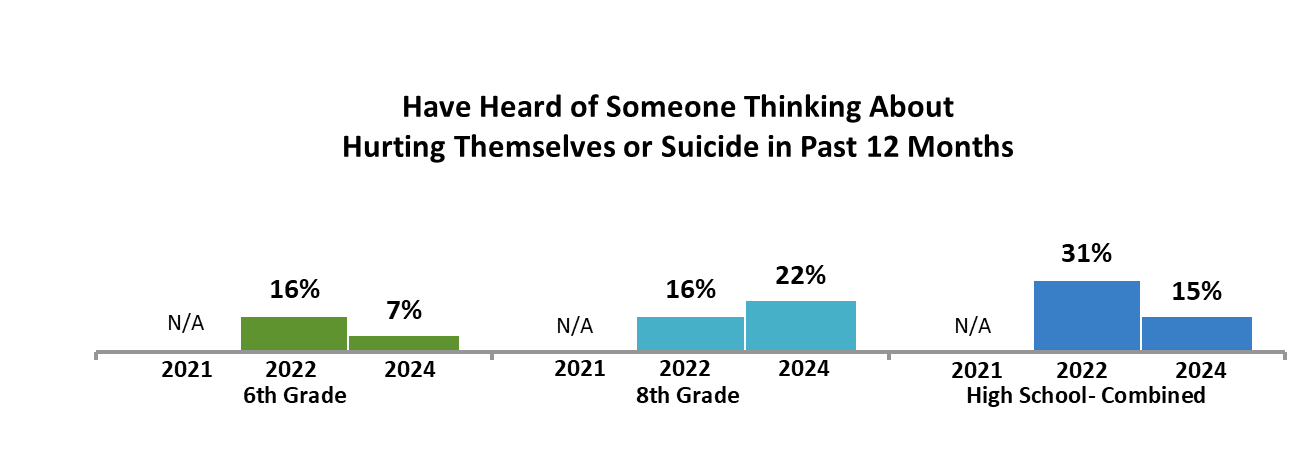 Have Heard of Someone Thinking About
Hurting Themselves or Suicide in Past 12 Months
N/A 16% 7% N/A 16% 22% N/A 31% 15%
2021 2022 2024 2021 2022 2024 2021 2022 2024
6th Grade 8th Grade High School- Combined